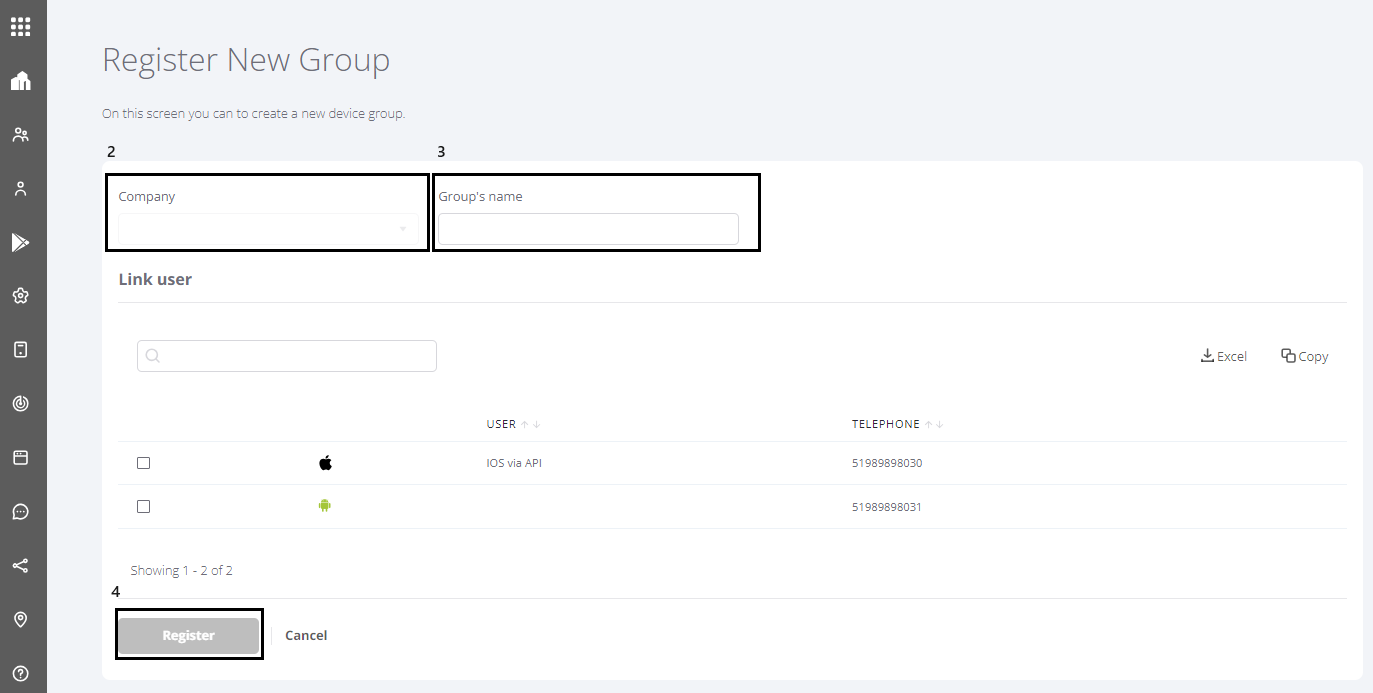 Register New Group
On this screen you can to create a new device group.
2 3
Company Group's name
Link user
Excel Copy
USER TELEPHONE
IOS via API 51989898030
51989898031
Showing 1 - 2 of 2
4
Register Cancel